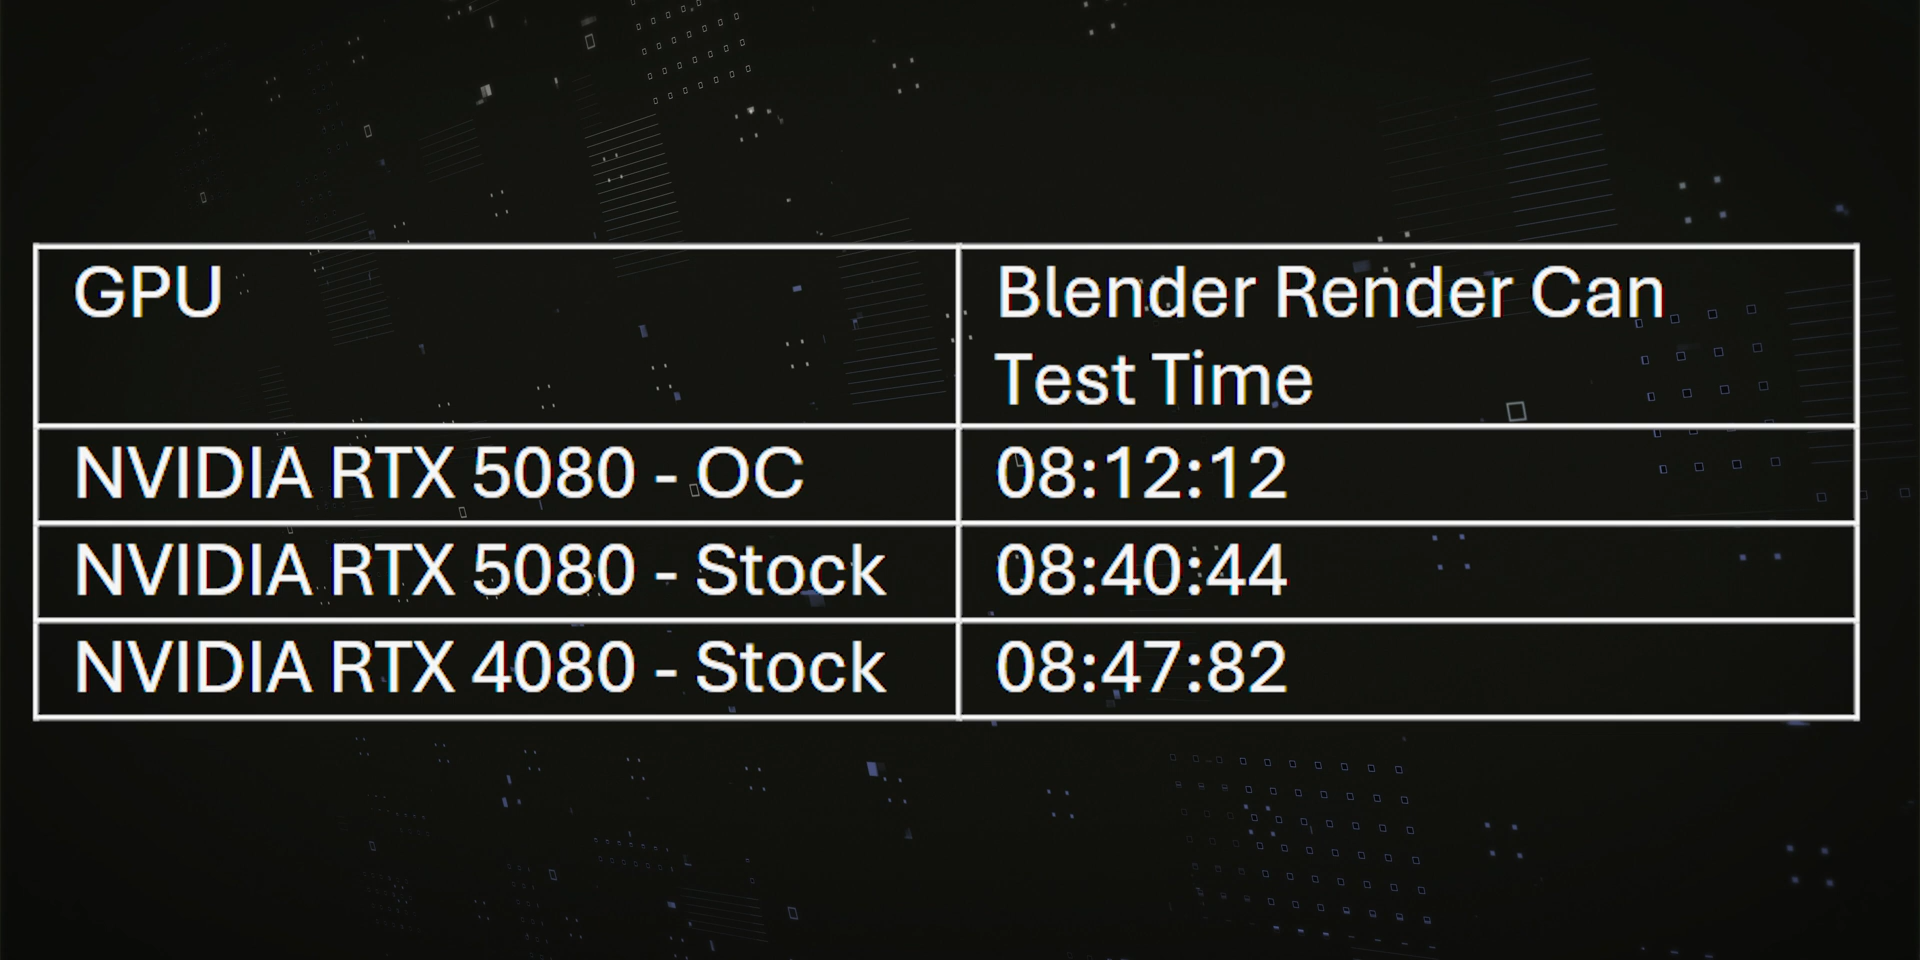 GPU
Blender Render Can
Test Time
NVIDIA RTX 5080 - OC
08:12:12
NVIDIA RTX 5080 - Stock
08:40:44
NVIDIA RTX 4080 - Stock
08:47:82